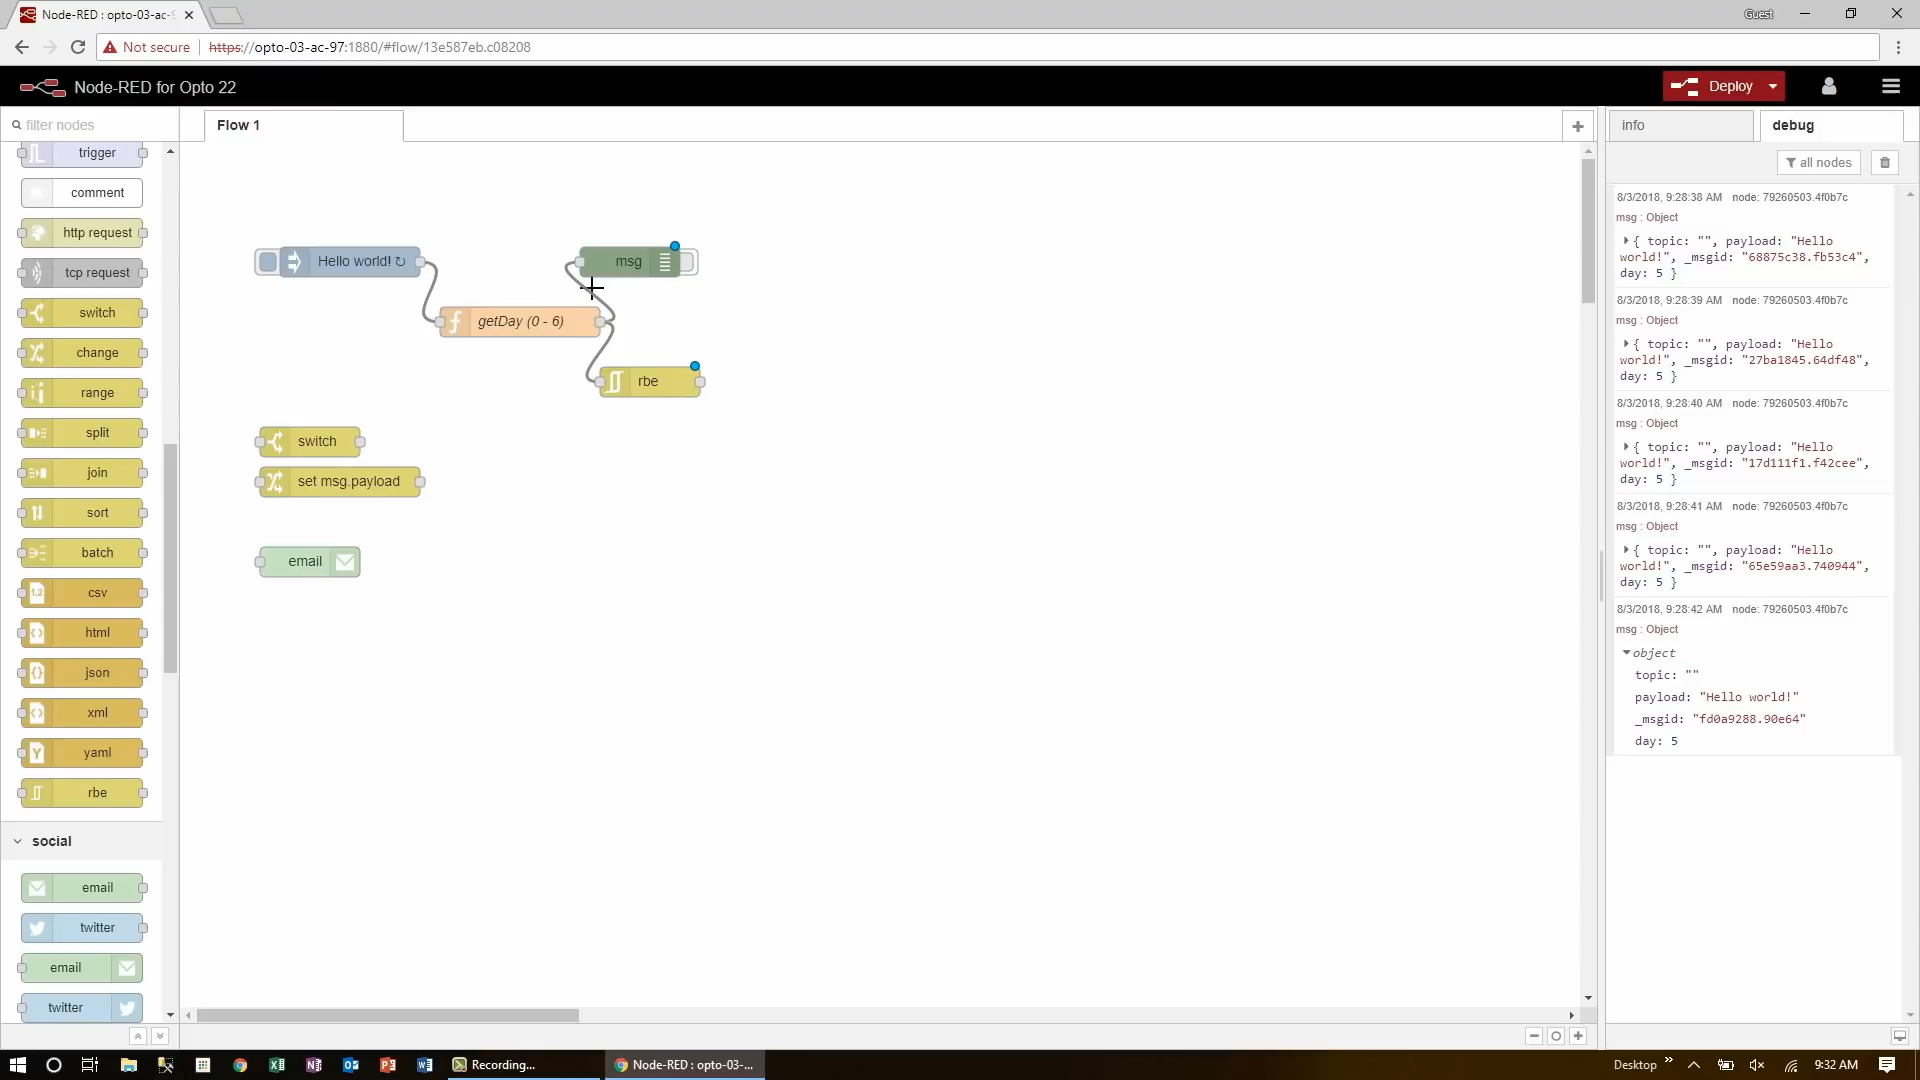 Node-RED : opto-03-ac-9
Guest
Not secure
https://opto-03-ac-97:1880/#flow/13e587eb.c08208
Node-RED for Opto 22
Deploy
filter nodes
Flow 1
info
debug
all nodes
trigger
comment
http request
tcp request
switch
change
range
split
join
sort
batch
csv
html
json
xml
yaml
rbe
social
email
twitter
email
twitter
Hello world! ↻
msg
getDay (0 - 6)
rbe
switch
set msg.payload
email
8/3/2018, 9:28:38 AM node: 79260503.4f0b7c
msg : Object
{ topic: "", payload: "Hello
world!", _msgid: "68875c38.fb53c4",
day: 5 }
8/3/2018, 9:28:39 AM node: 79260503.4f0b7c
msg : Object
{ topic: "", payload: "Hello
world!", _msgid: "27ba1845.64df48",
day: 5 }
8/3/2018, 9:28:40 AM node: 79260503.4f0b7c
msg : Object
{ topic: "", payload: "Hello
world!", _msgid: "17d111f1.f42cee",
day: 5 }
8/3/2018, 9:28:41 AM node: 79260503.4f0b7c
msg : Object
{ topic: "", payload: "Hello
world!", _msgid: "65e59aa3.740944",
day: 5 }
8/3/2018, 9:28:42 AM node: 79260503.4f0b7c
msg : Object
object
topic: ""
payload: "Hello world!"
_msgid: "fd0a9288.90e64"
day: 5
Recording...
Node-RED : opto-03-...
Desktop
9:32 AM